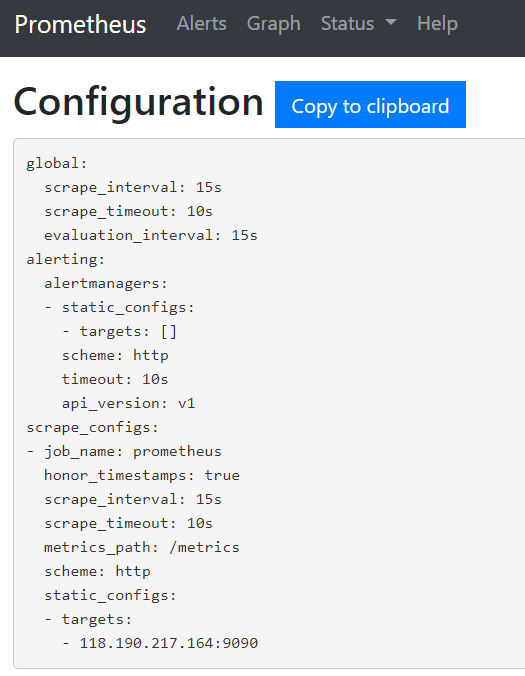 Prometheus Alerts Graph Status Help
Configuration Copy to clipboard
global:
  scrape_interval: 15s
  scrape_timeout: 10s
  evaluation_interval: 15s
alerting:
  alertmanagers:
  - static_configs:
    - targets: []
    scheme: http
    timeout: 10s
    api_version: v1
scrape_configs:
- job_name: prometheus
  honor_timestamps: true
  scrape_interval: 15s
  scrape_timeout: 10s
  metrics_path: /metrics
  scheme: http
  static_configs:
  - targets:
    - 118.190.217.164:9090